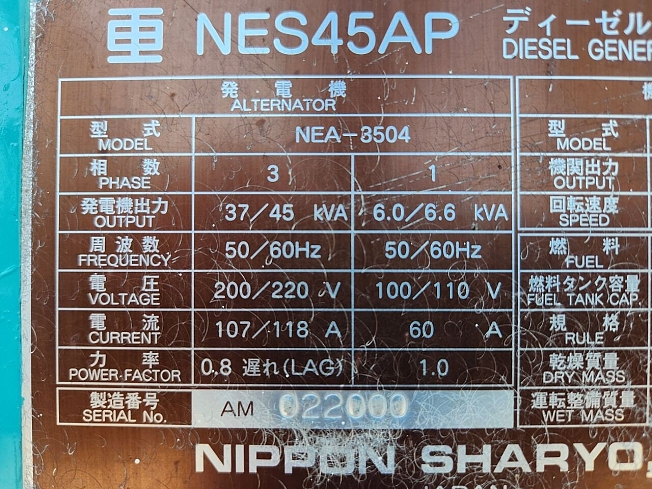 NES45AP ディーゼル
DIESEL GENER
発電機
ALTERNATOR
型式 MODEL NEA-3504
相数 PHASE 3 1
発電機出力 OUTPUT 37/45 kVA 6.0/6.6 kVA
周波数 FREQUENCY 50/60Hz 50/60Hz
電圧 VOLTAGE 200/220 V 100/110 V
電流 CURRENT 107/118 A 60 A
力率 POWER-FACTOR 0.8 遅れ(LAG) 1.0
製造番号 SERIAL No. AM 022000
機
型式 MODEL
機関出力 OUTPUT
回転速度 SPEED
燃料 FUEL
燃料タンク容量 FUEL TANK CAP.
規格 RULE
乾燥質量 DRY MASS
運転整備質量 WET MASS
NIPPON SHARYO,